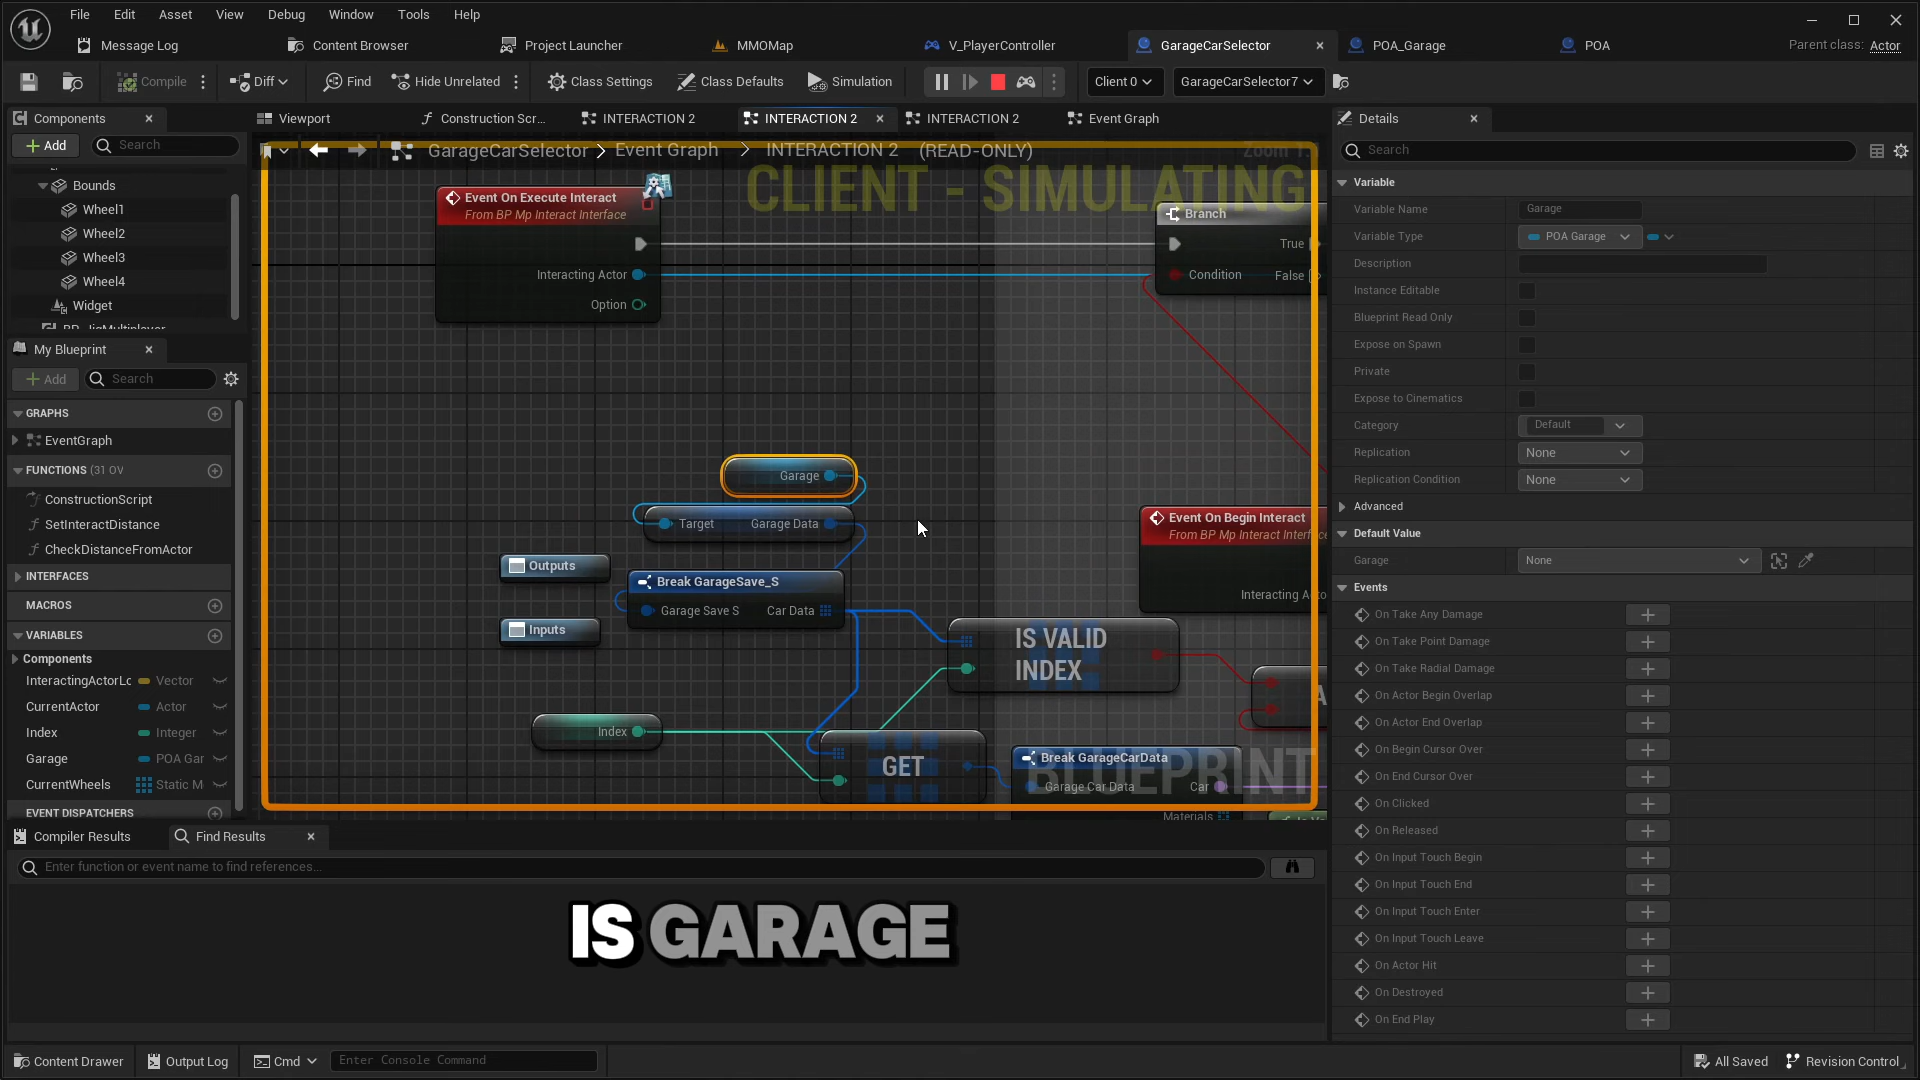 File Edit Asset View Debug Window Tools Help
Message Log Content Browser Project Launcher MMOMap V_PlayerController GarageCarSelector POA_Garage POA Parent class: Actor
Compile Diff Find Hide Unrelated Class Settings Class Defaults Simulation Client 0 GarageCarSelector7
Components Viewport Construction Scr... INTERACTION 2 INTERACTION 2 INTERACTION 2 Event Graph Details
Add Search GarageCarSelector > Event Graph > INTERACTION 2 (READ-ONLY) Search
CLIENT - SIMULATING
Bounds
Wheel1
Wheel2
Wheel3
Wheel4
Widget
My Blueprint
Add Search
GRAPHS
EventGraph
FUNCTIONS (31 OV
ConstructionScript
SetInteractDistance
CheckDistanceFromActor
INTERFACES
MACROS
VARIABLES
Components
InteractingActorLo Vector
CurrentActor Actor
Index Integer
Garage POA Gar
CurrentWheels Static M
EVENT DISPATCHERS
Event On Execute Interact
From BP Mp Interact Interface
Interacting Actor
Option
Branch
True
Condition False
Garage
Target Garage Data
Outputs
Break GarageSave_S
Garage Save S Car Data
Inputs
IS VALID
INDEX
Index
GET
Event On Begin Interact
From BP Mp Interact Interface
Interacting Acto
Break GarageCarData
Garage Car Data Car
Materials
BLUEPRINT
Variable
Variable Name Garage
Variable Type POA Garage
Description
Instance Editable
Blueprint Read Only
Expose on Spawn
Private
Expose to Cinematics
Category Default
Replication None
Replication Condition None
Advanced
Default Value
Garage None
Events
On Take Any Damage
On Take Point Damage
On Take Radial Damage
On Actor Begin Overlap
On Actor End Overlap
On Begin Cursor Over
On End Cursor Over
On Clicked
On Released
On Input Touch Begin
On Input Touch End
On Input Touch Enter
On Input Touch Leave
On Actor Hit
On Destroyed
On End Play
Compiler Results Find Results
Enter function or event name to find references...
IS GARAGE
Content Drawer Output Log Cmd Enter Console Command All Saved Revision Control